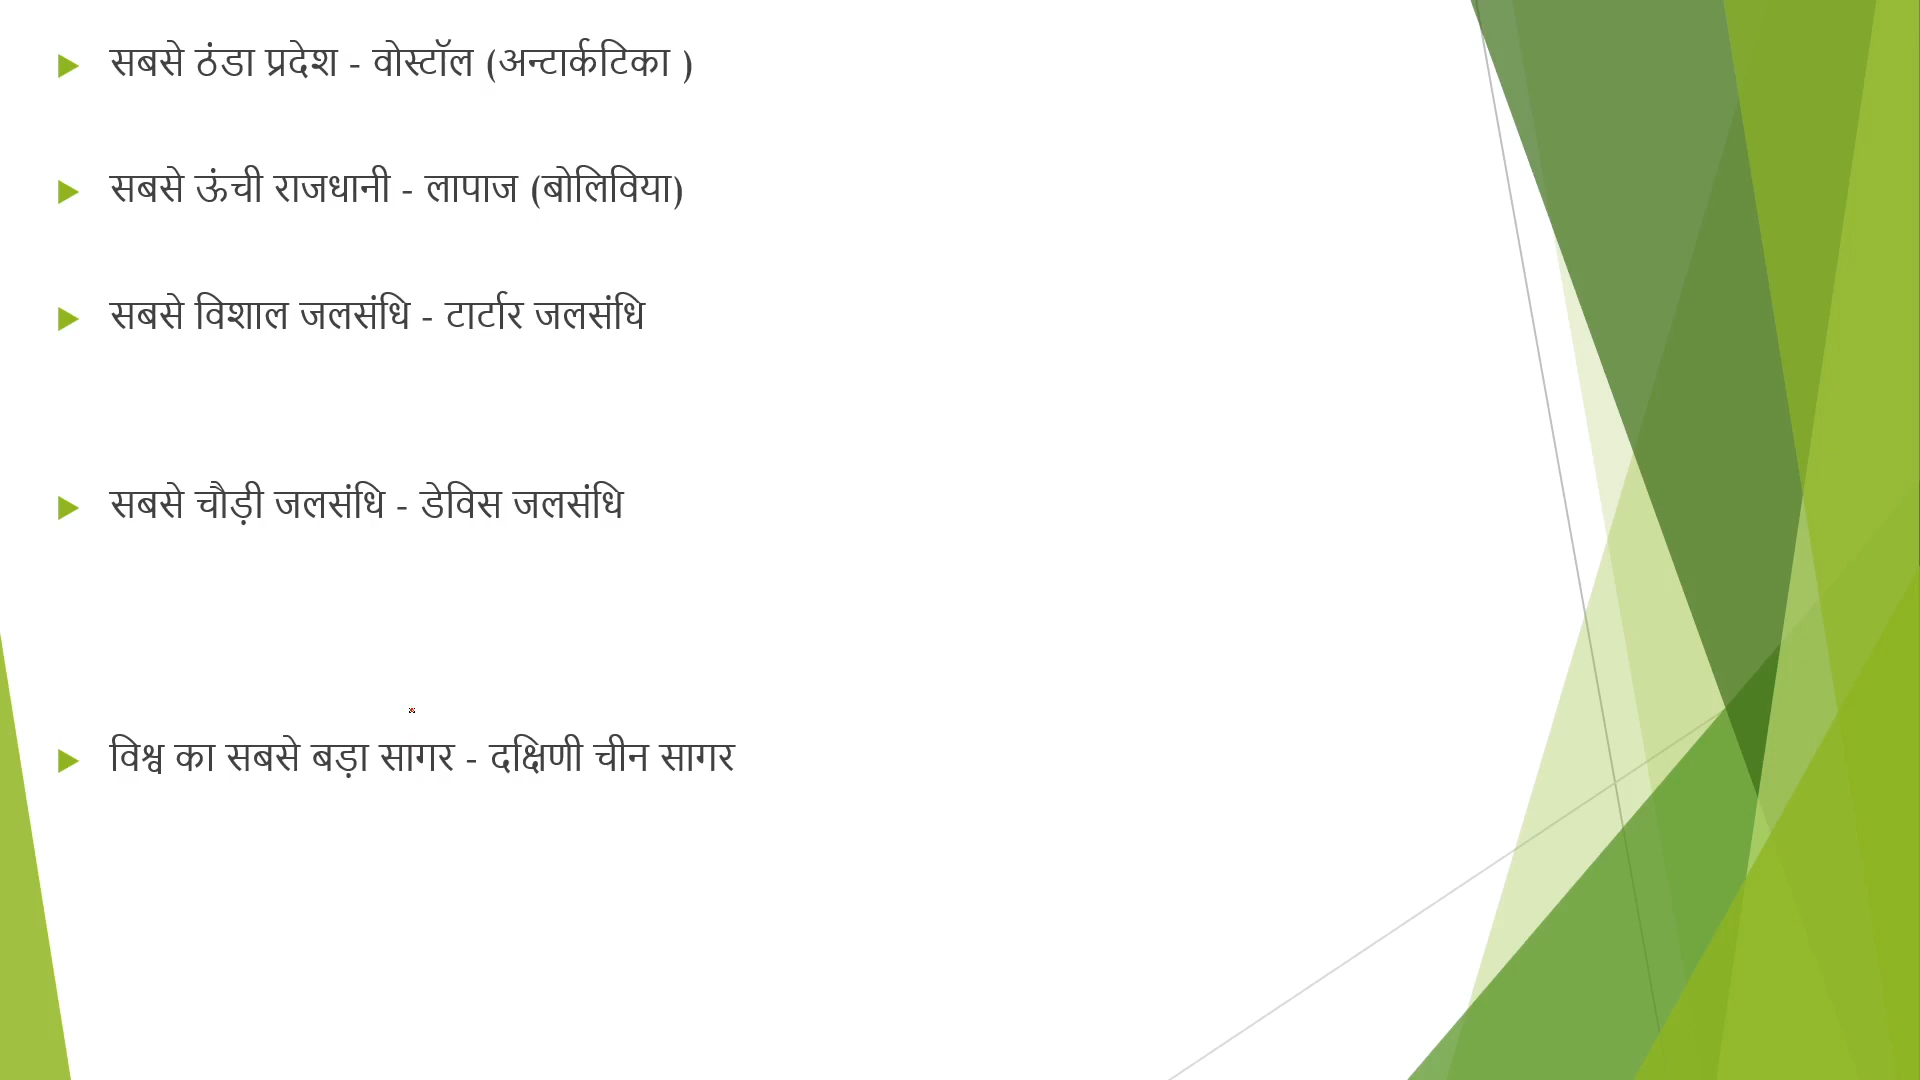 सबसे ठंडा प्रदेश - वोस्टॉल (अन्टार्कटिका )
सबसे ऊंची राजधानी - लापाज (बोलिविया)
सबसे विशाल जलसंधि - टार्टार जलसंधि
सबसे चौड़ी जलसंधि - डेविस जलसंधि
विश्व का सबसे बड़ा सागर - दक्षिणी चीन सागर